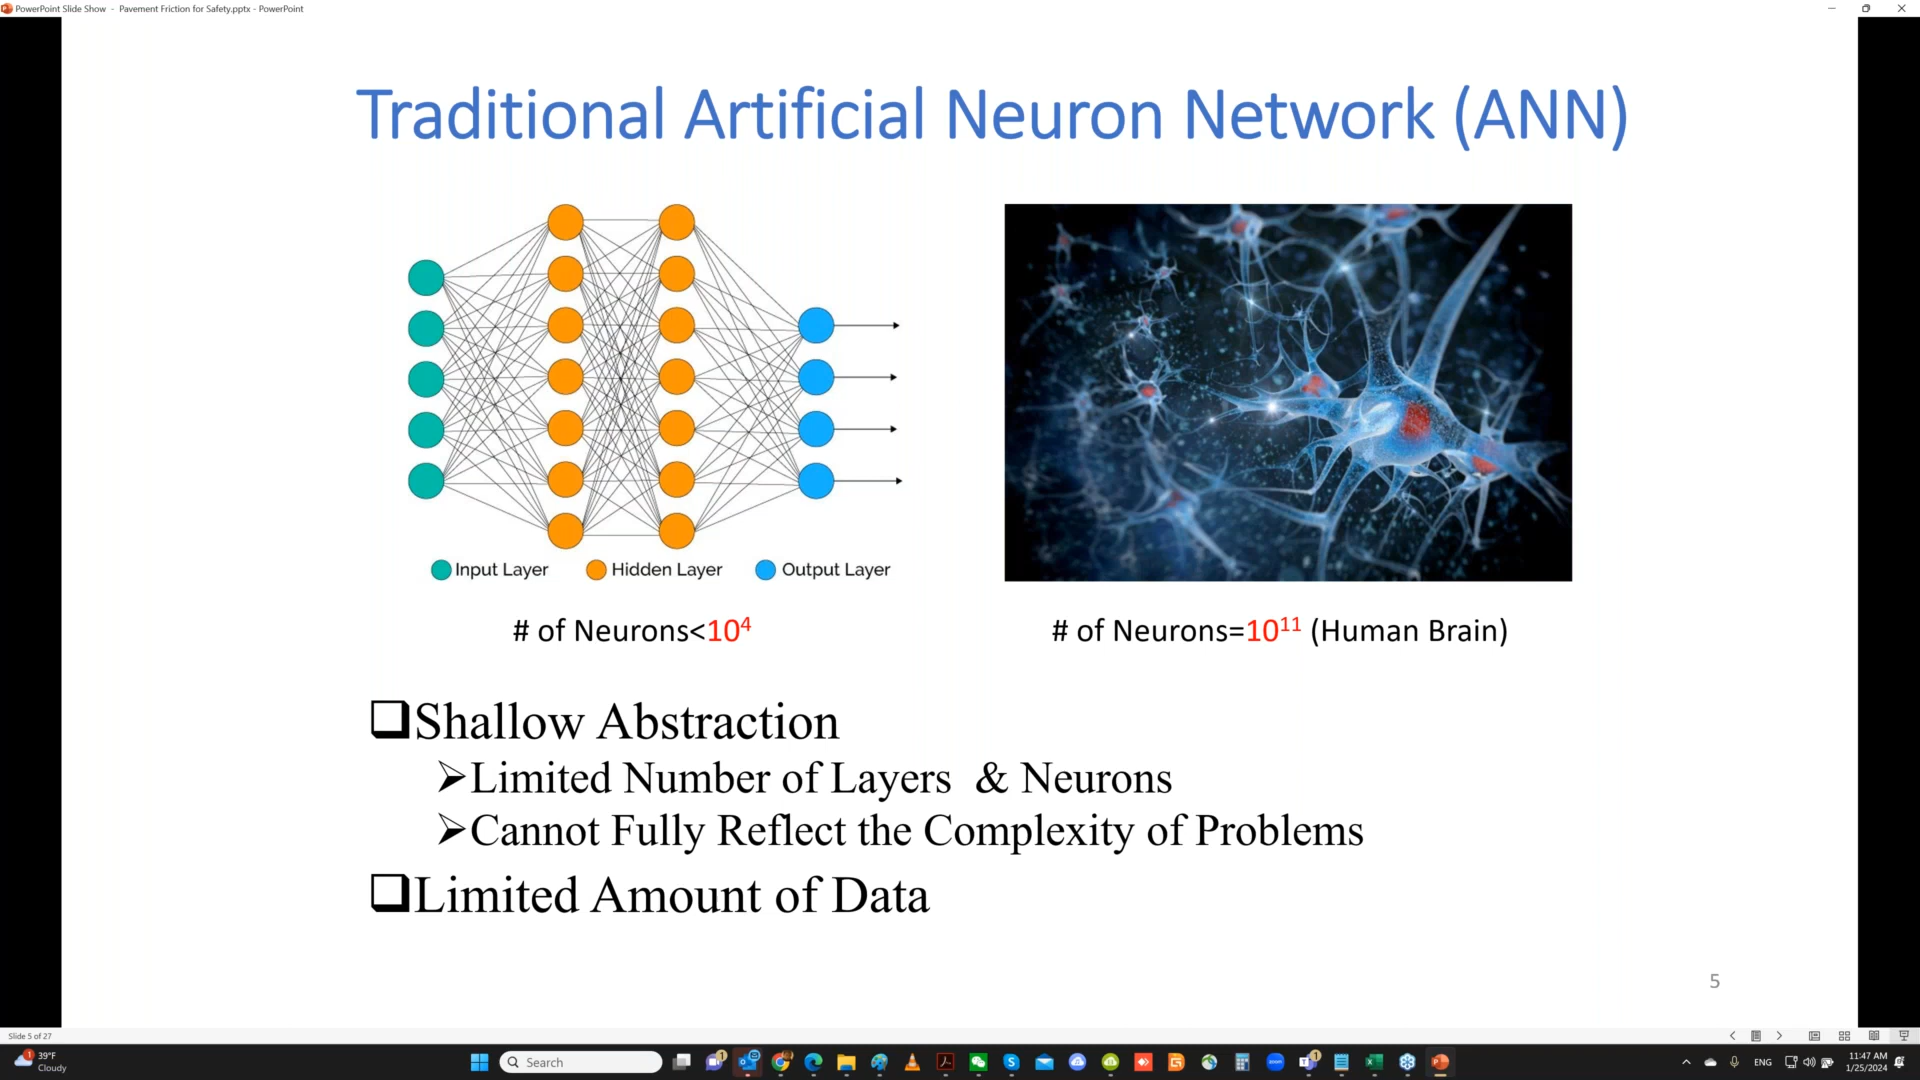 PowerPoint Slide Show - Pavement Friction for Safety.pptx - PowerPoint
Traditional Artificial Neuron Network (ANN)
Input Layer Hidden Layer Output Layer
# of Neurons<10⁴
# of Neurons=10¹¹ (Human Brain)
❑Shallow Abstraction
➢Limited Number of Layers & Neurons
➢Cannot Fully Reflect the Complexity of Problems
❑Limited Amount of Data
5
Slide 5 of 27
1
39°F
Cloudy
Search
1
1
ENG
11:47 AM
1/25/2024